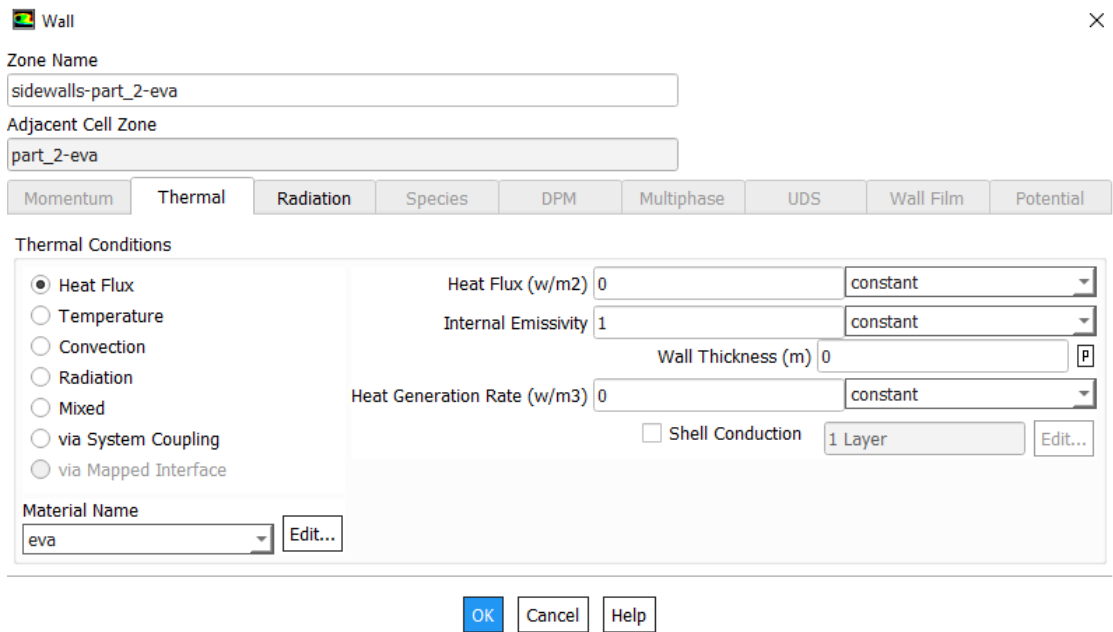 Wall
Zone Name
sidewalls-part_2-eva
Adjacent Cell Zone
part_2-eva
Momentum Thermal Radiation Species DPM Multiphase UDS Wall Film Potential
Thermal Conditions
Heat Flux
Temperature
Convection
Radiation
Mixed
via System Coupling
via Mapped Interface
Material Name
eva Edit...
Heat Flux (w/m2) 0 constant
Internal Emissivity 1 constant
Wall Thickness (m) 0 P
Heat Generation Rate (w/m3) 0 constant
Shell Conduction 1 Layer Edit...
OK Cancel Help